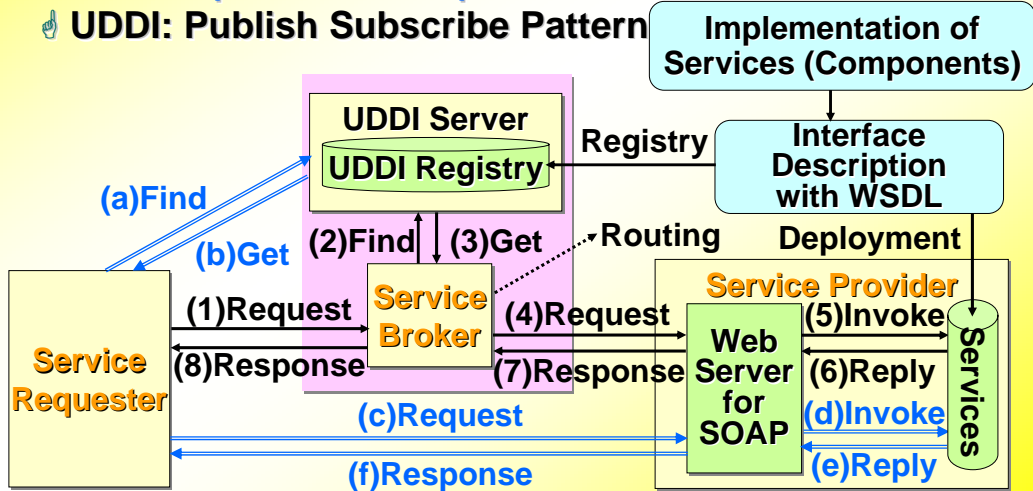 UDDI: Publish Subscribe Pattern
Implementation of
Services (Components)
UDDI Server
UDDI Registry
Registry
Interface
Description
with WSDL
(a)Find
(b)Get
(2)Find
(3)Get
Routing
Deployment
Service
Requester
(1)Request
(8)Response
Service
Broker
(4)Request
(7)Response
Service Provider
Web
Server
for
SOAP
(5)Invoke
(6)Reply
Services
(c)Request
(f)Response
(d)Invoke
(e)Reply